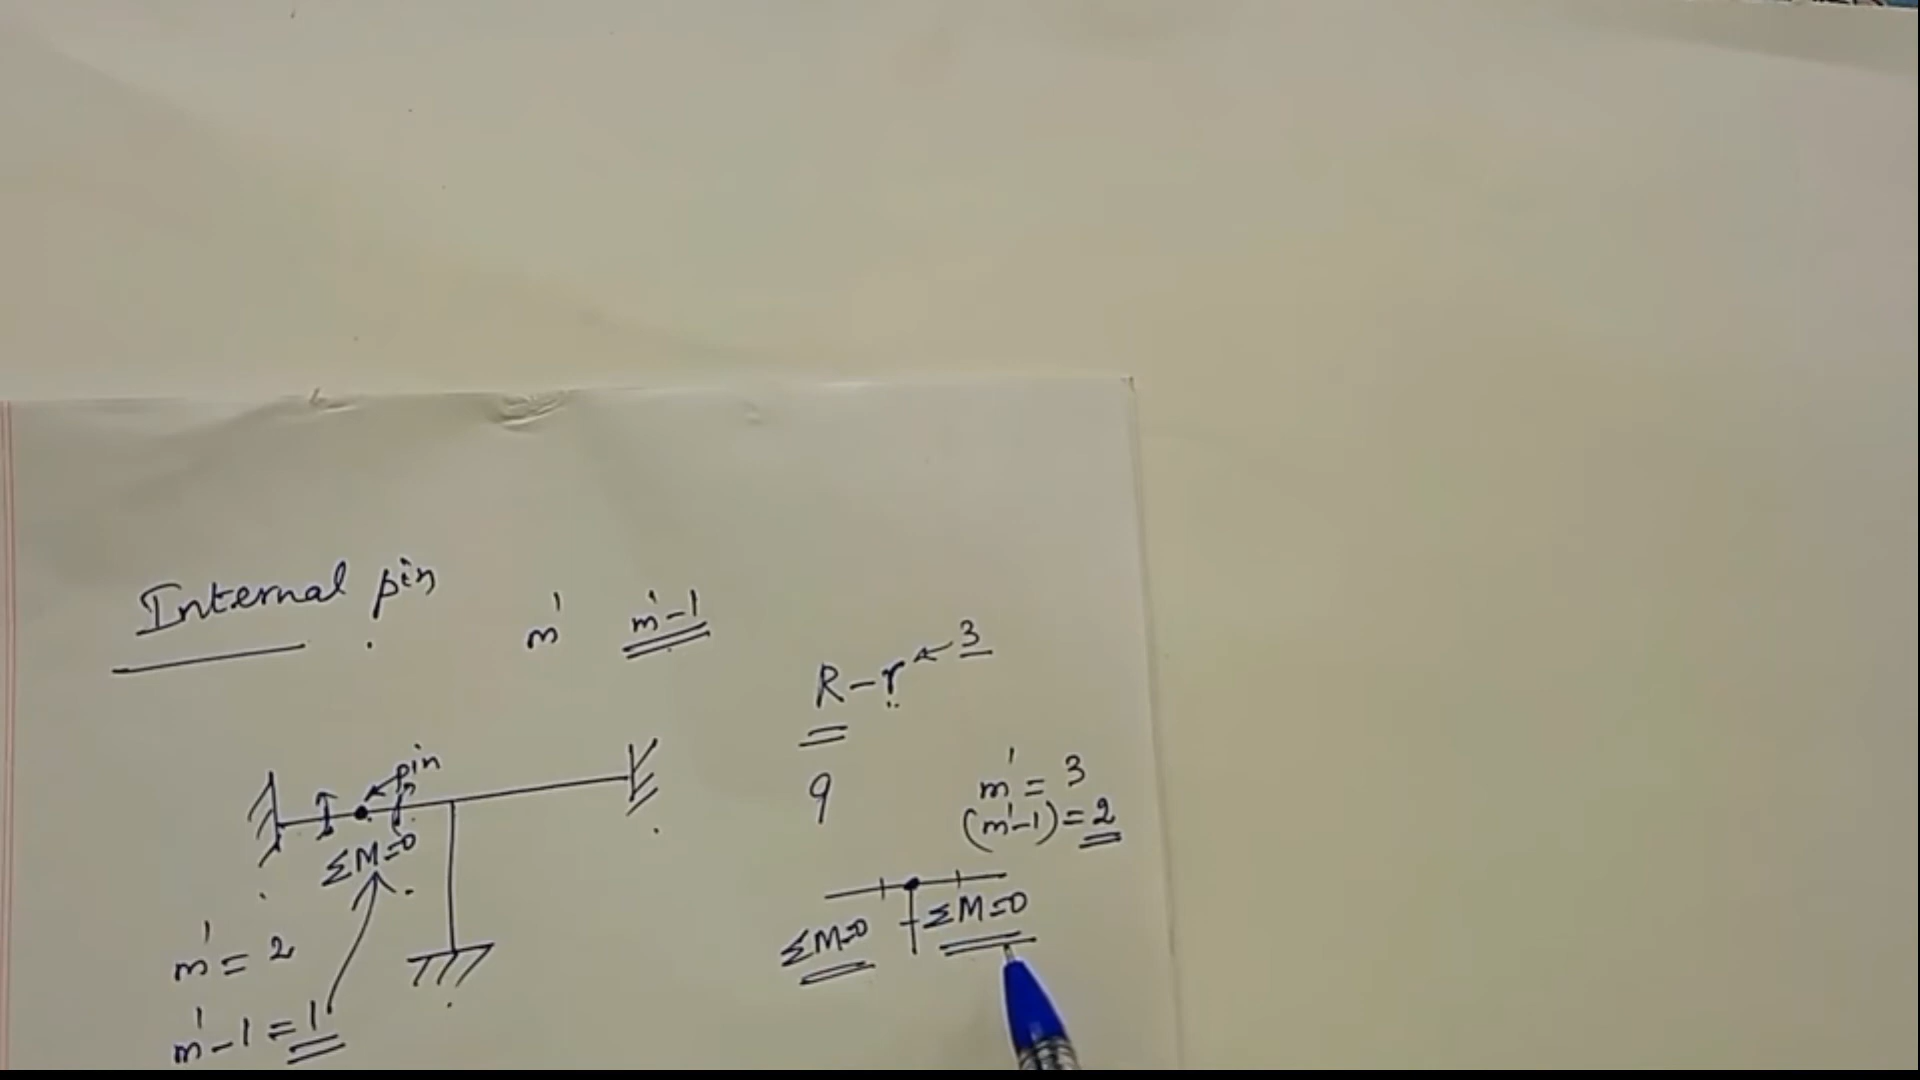 Internal pin
m' m'-1
R-r 3
9
pin
ΣM=0
m'=2
m'-1=1
m'=3
(m'-1)=2
ΣM=0 ΣM=0